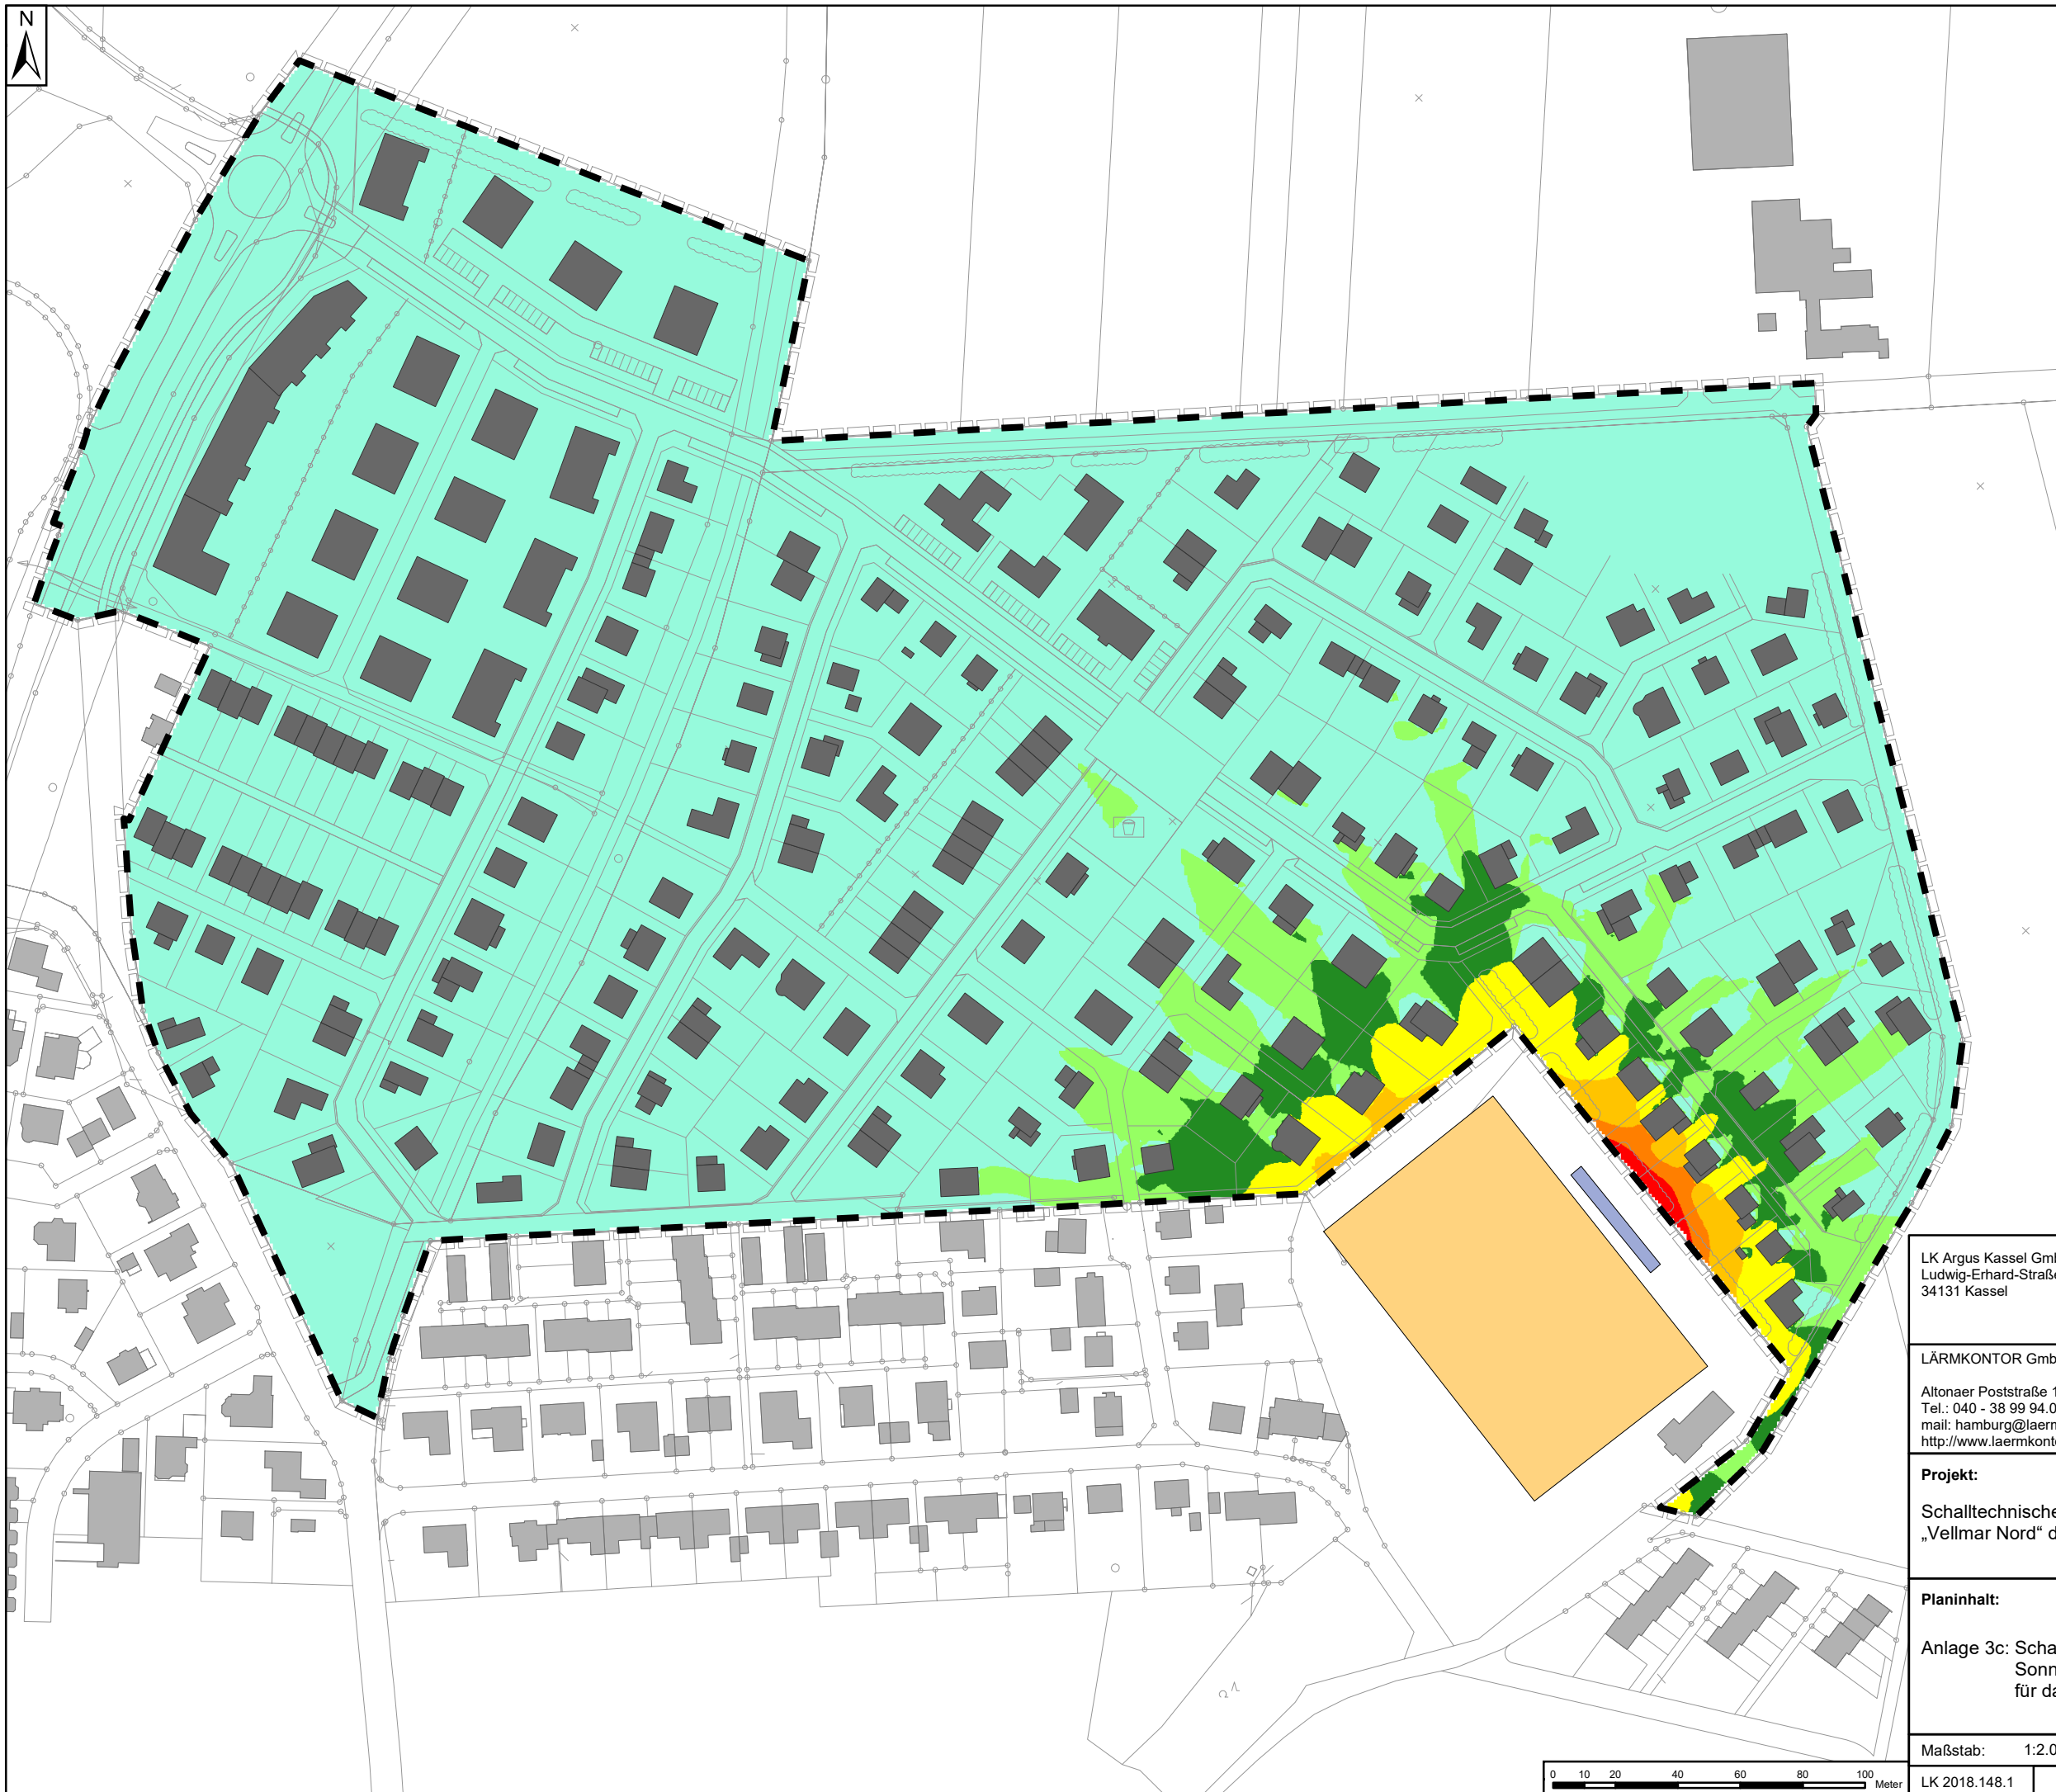 N
LK Argus Kassel Gmb
Ludwig-Erhard-Straße
34131 Kassel
LÄRMKONTOR Gmb
Altonaer Poststraße 1
Tel.: 040 - 38 99 94.0
mail: hamburg@laerm
http://www.laermkont
Projekt:
Schalltechnische
„Vellmar Nord“ d
Planinhalt:
Anlage 3c: Scha
Sonn
für da
Maßstab: 1:2.0
LK 2018.148.1
0 10 20 40 60 80 100
Meter